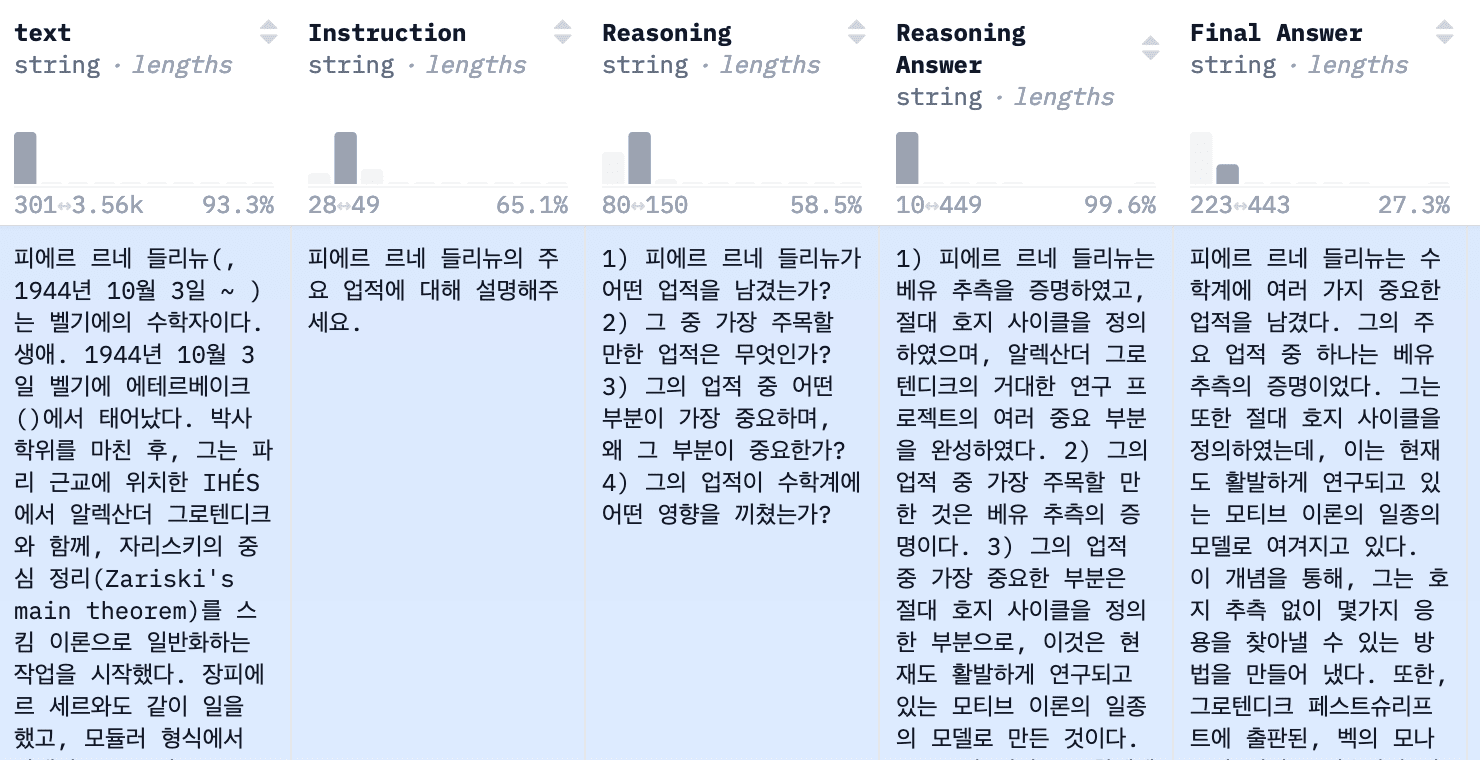 text
string · lengths
301↔3.56k 93.3%
피에르 르네 들리뉴(,
1944년 10월 3일 ~ )
는 벨기에의 수학자이다.
생애. 1944년 10월 3
일 벨기에 에테르베이크
()에서 태어났다. 박사
학위를 마친 후, 그는 파
리 근교에 위치한 IHÉS
에서 알렉산더 그로텐디크
와 함께, 자리스키의 중
심 정리(Zariski's
main theorem)를 스
킴 이론으로 일반화하는
작업을 시작했다. 장피에
르 세르와도 같이 일을
했고, 모듈러 형식에서
Instruction
string · lengths
28↔49 65.1%
피에르 르네 들리뉴의 주
요 업적에 대해 설명해주
세요.
Reasoning
string · lengths
80↔150 58.5%
1) 피에르 르네 들리뉴가
어떤 업적을 남겼는가?
2) 그 중 가장 주목할
만한 업적은 무엇인가?
3) 그의 업적 중 어떤
부분이 가장 중요하며,
왜 그 부분이 중요한가?
4) 그의 업적이 수학계에
어떤 영향을 끼쳤는가?
Reasoning
Answer
string · lengths
10↔449 99.6%
1) 피에르 르네 들리뉴는
베유 추측을 증명하였고,
절대 호지 사이클을 정의
하였으며, 알렉산더 그로
텐디크의 거대한 연구 프
로젝트의 여러 중요 부분
을 완성하였다. 2) 그의
업적 중 가장 주목할 만
한 것은 베유 추측의 증
명이다. 3) 그의 업적
중 가장 중요한 부분은
절대 호지 사이클을 정의
한 부분으로, 이것은 현
재도 활발하게 연구되고
있는 모티브 이론의 일종
의 모델로 만든 것이다.
Final Answer
string · lengths
223↔443 27.3%
피에르 르네 들리뉴는 수
학계에 여러 가지 중요한
업적을 남겼다. 그의 주
요 업적 중 하나는 베유
추측의 증명이었다. 그는
또한 절대 호지 사이클을
정의하였는데, 이는 현재
도 활발하게 연구되고 있
는 모티브 이론의 일종의
모델로 여겨지고 있다.
이 개념을 통해, 그는 호
지 추측 없이 몇가지 응
용을 찾아낼 수 있는 방
법을 만들어 냈다. 또한,
그로텐디크 페스트슈리프
트에 출판된, 벡의 모나